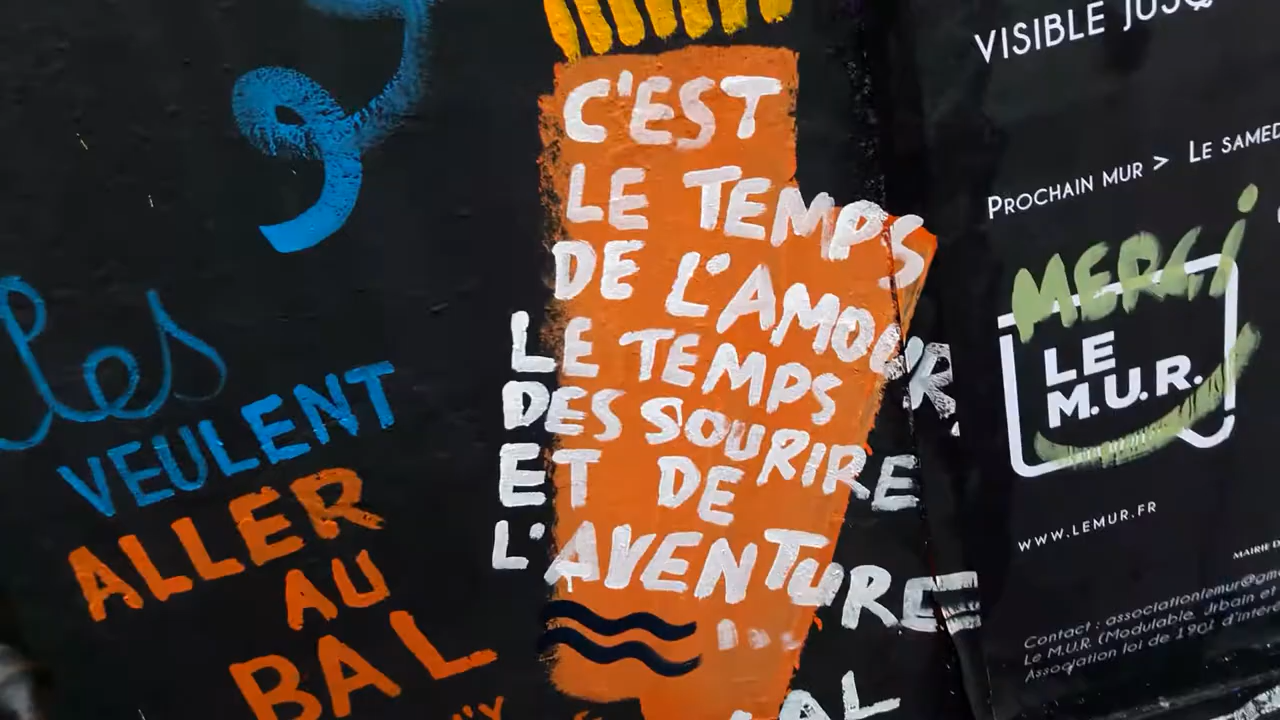 les
VEULENT
ALLER
AU
BAL
C'EST
LE TEMPS
DE L'AMOUR
LE TEMPS
DES SOURIRE
ET DE
L'AVENTURE
VISIBLE
PROCHAIN MUR > LE SAMED
MERCI
LE
M.U.R.
WWW.LEMUR.FR
MAIRIE D
Contact : associationlemur@gm
Le M.U.R. (Modulable, Urbain et
Association loi de 1901 d'intérê